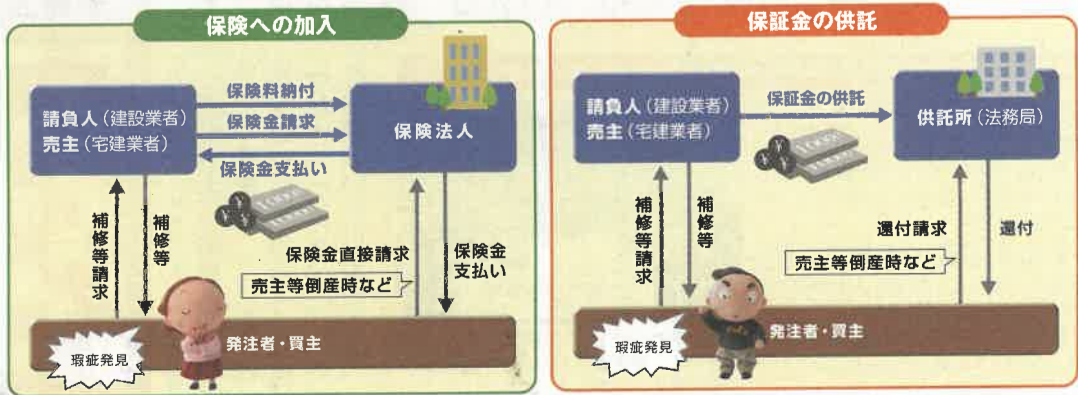 保険への加入
請負人(建設業者)
売主(宅建業者)
保険料納付
保険金請求
保険金支払い
保険法人
補修等請求
補修等
保険金直接請求
売主等倒産時など
保険金
支払い
瑕疵発見
発注者・買主
保証金の供託
請負人(建設業者)
売主(宅建業者)
保証金の供託
供託所(法務局)
補修等請求
補修等
還付請求
売主等倒産時など
還付
瑕疵発見
発注者・買主